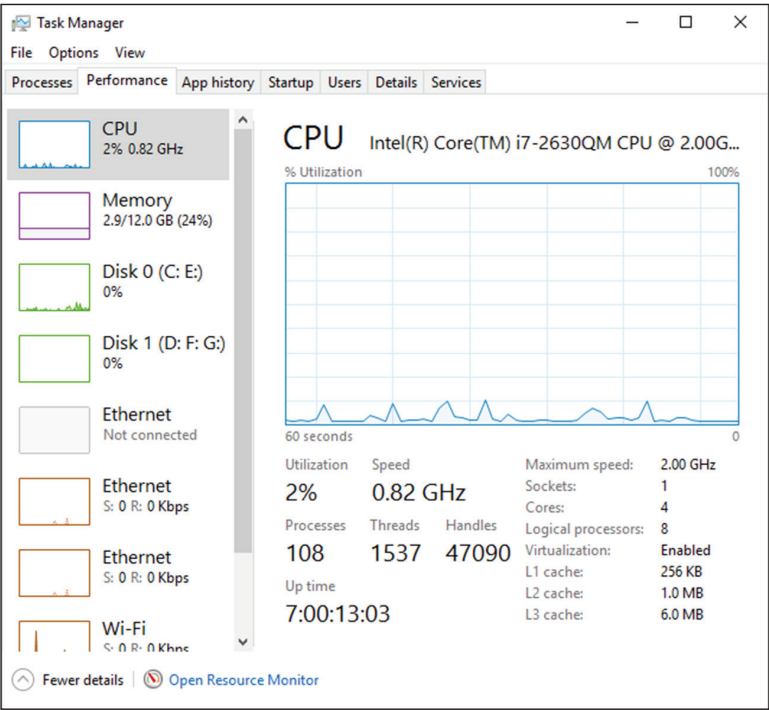 Task Manager
File Options View
Processes Performance App history Startup Users Details Services
CPU
2% 0.82 GHz
Memory
2.9/12.0 GB (24%)
Disk 0 (C: E:)
0%
Disk 1 (D: F: G:)
0%
Ethernet
Not connected
Ethernet
S: 0 R: 0 Kbps
Ethernet
S: 0 R: 0 Kbps
Wi-Fi
S: 0 R: 0 Kbps
CPU Intel(R) Core(TM) i7-2630QM CPU @ 2.00G...
% Utilization 100%
60 seconds 0
Utilization Speed
2% 0.82 GHz
Processes Threads Handles
108 1537 47090
Up time
7:00:13:03
Maximum speed: 2.00 GHz
Sockets: 1
Cores: 4
Logical processors: 8
Virtualization: Enabled
L1 cache: 256 KB
L2 cache: 1.0 MB
L3 cache: 6.0 MB
Fewer details Open Resource Monitor